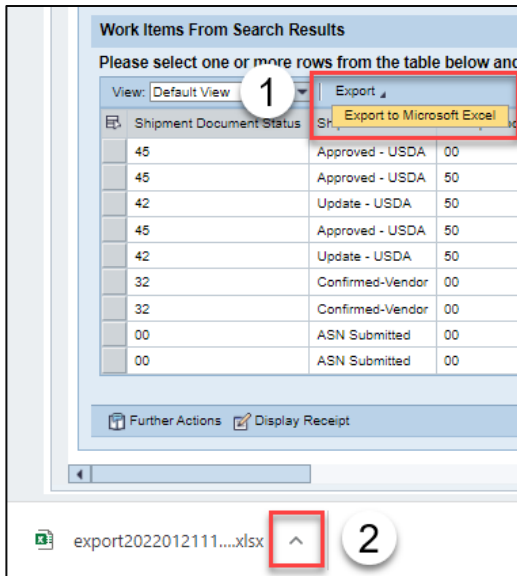 Work Items From Search Results
Please select one or more rows from the table below and
View: Default View 1 Export
Export to Microsoft Excel
Shipment Document Status
45 Approved - USDA 00
45 Approved - USDA 50
42 Update - USDA 50
45 Approved - USDA 50
42 Update - USDA 50
32 Confirmed-Vendor 00
32 Confirmed-Vendor 00
00 ASN Submitted 00
00 ASN Submitted 00
Further Actions Display Receipt
export2022012111....xlsx 2